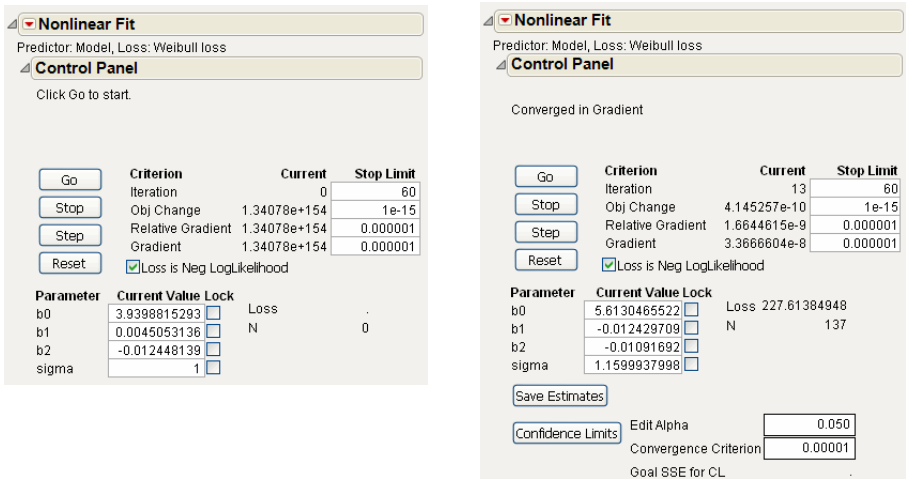 Nonlinear Fit
Predictor: Model, Loss: Weibull loss
Control Panel
Click Go to start.
Go
Stop
Step
Reset
Criterion Current Stop Limit
Iteration 0 60
Obj Change 1.34078e+154 1e-15
Relative Gradient 1.34078e+154 0.000001
Gradient 1.34078e+154 0.000001
Loss is Neg LogLikelihood
Parameter Current Value Lock
b0 3.9398815293
b1 0.0045053136
b2 -0.012448139
sigma 1
Loss .
N 0
Nonlinear Fit
Predictor: Model, Loss: Weibull loss
Control Panel
Converged in Gradient
Go
Stop
Step
Reset
Criterion Current Stop Limit
Iteration 13 60
Obj Change 4.145257e-10 1e-15
Relative Gradient 1.6644615e-9 0.000001
Gradient 3.3666604e-8 0.000001
Loss is Neg LogLikelihood
Parameter Current Value Lock
b0 5.6130465522
b1 -0.012429709
b2 -0.01091692
sigma 1.1599937998
Loss 227.61384948
N 137
Save Estimates
Confidence Limits
Edit Alpha 0.050
Convergence Criterion 0.00001
Goal SSE for CL .